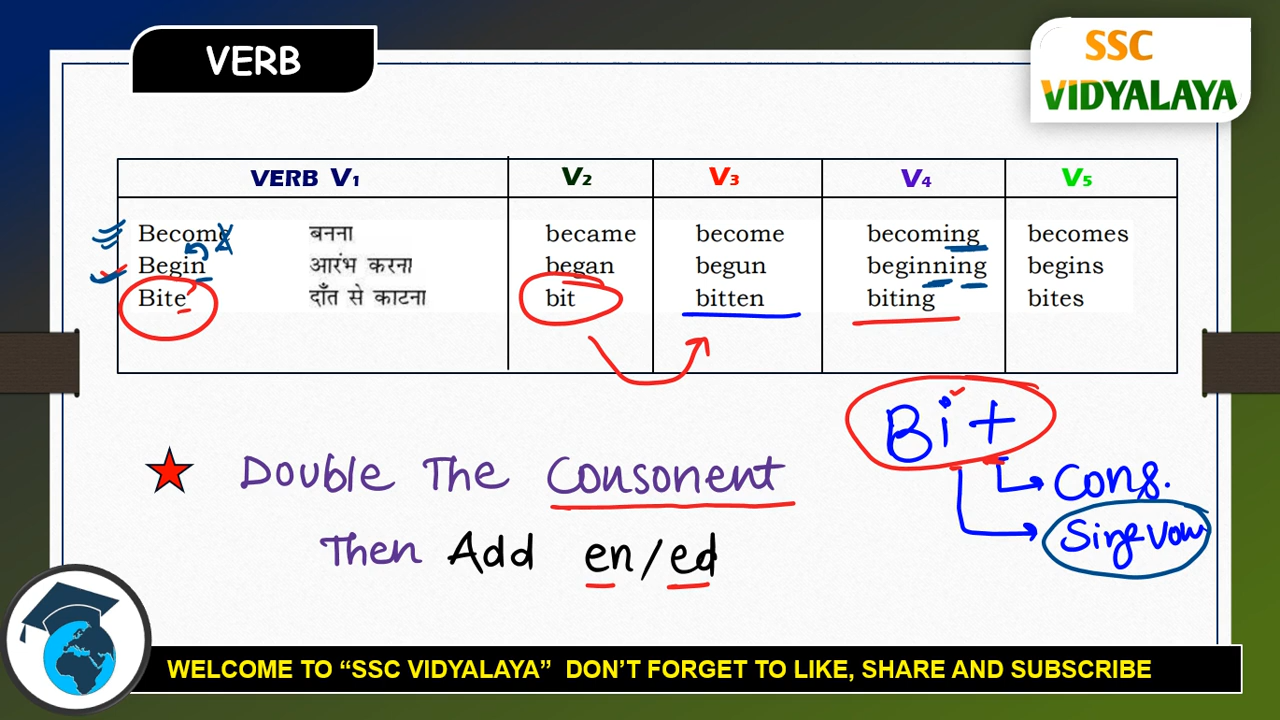 VERB
SSC
VIDYALAYA
VERB V1 V2 V3 V4 V5
Become बनना became become becoming becomes
Begin आरंभ करना began begun beginning begins
Bite दाँत से काटना bit bitten biting bites
Bit
Double The Consonent
Cons.
Then Add en/ed
WELCOME TO “SSC VIDYALAYA” DON’T FORGET TO LIKE, SHARE AND SUBSCRIBE